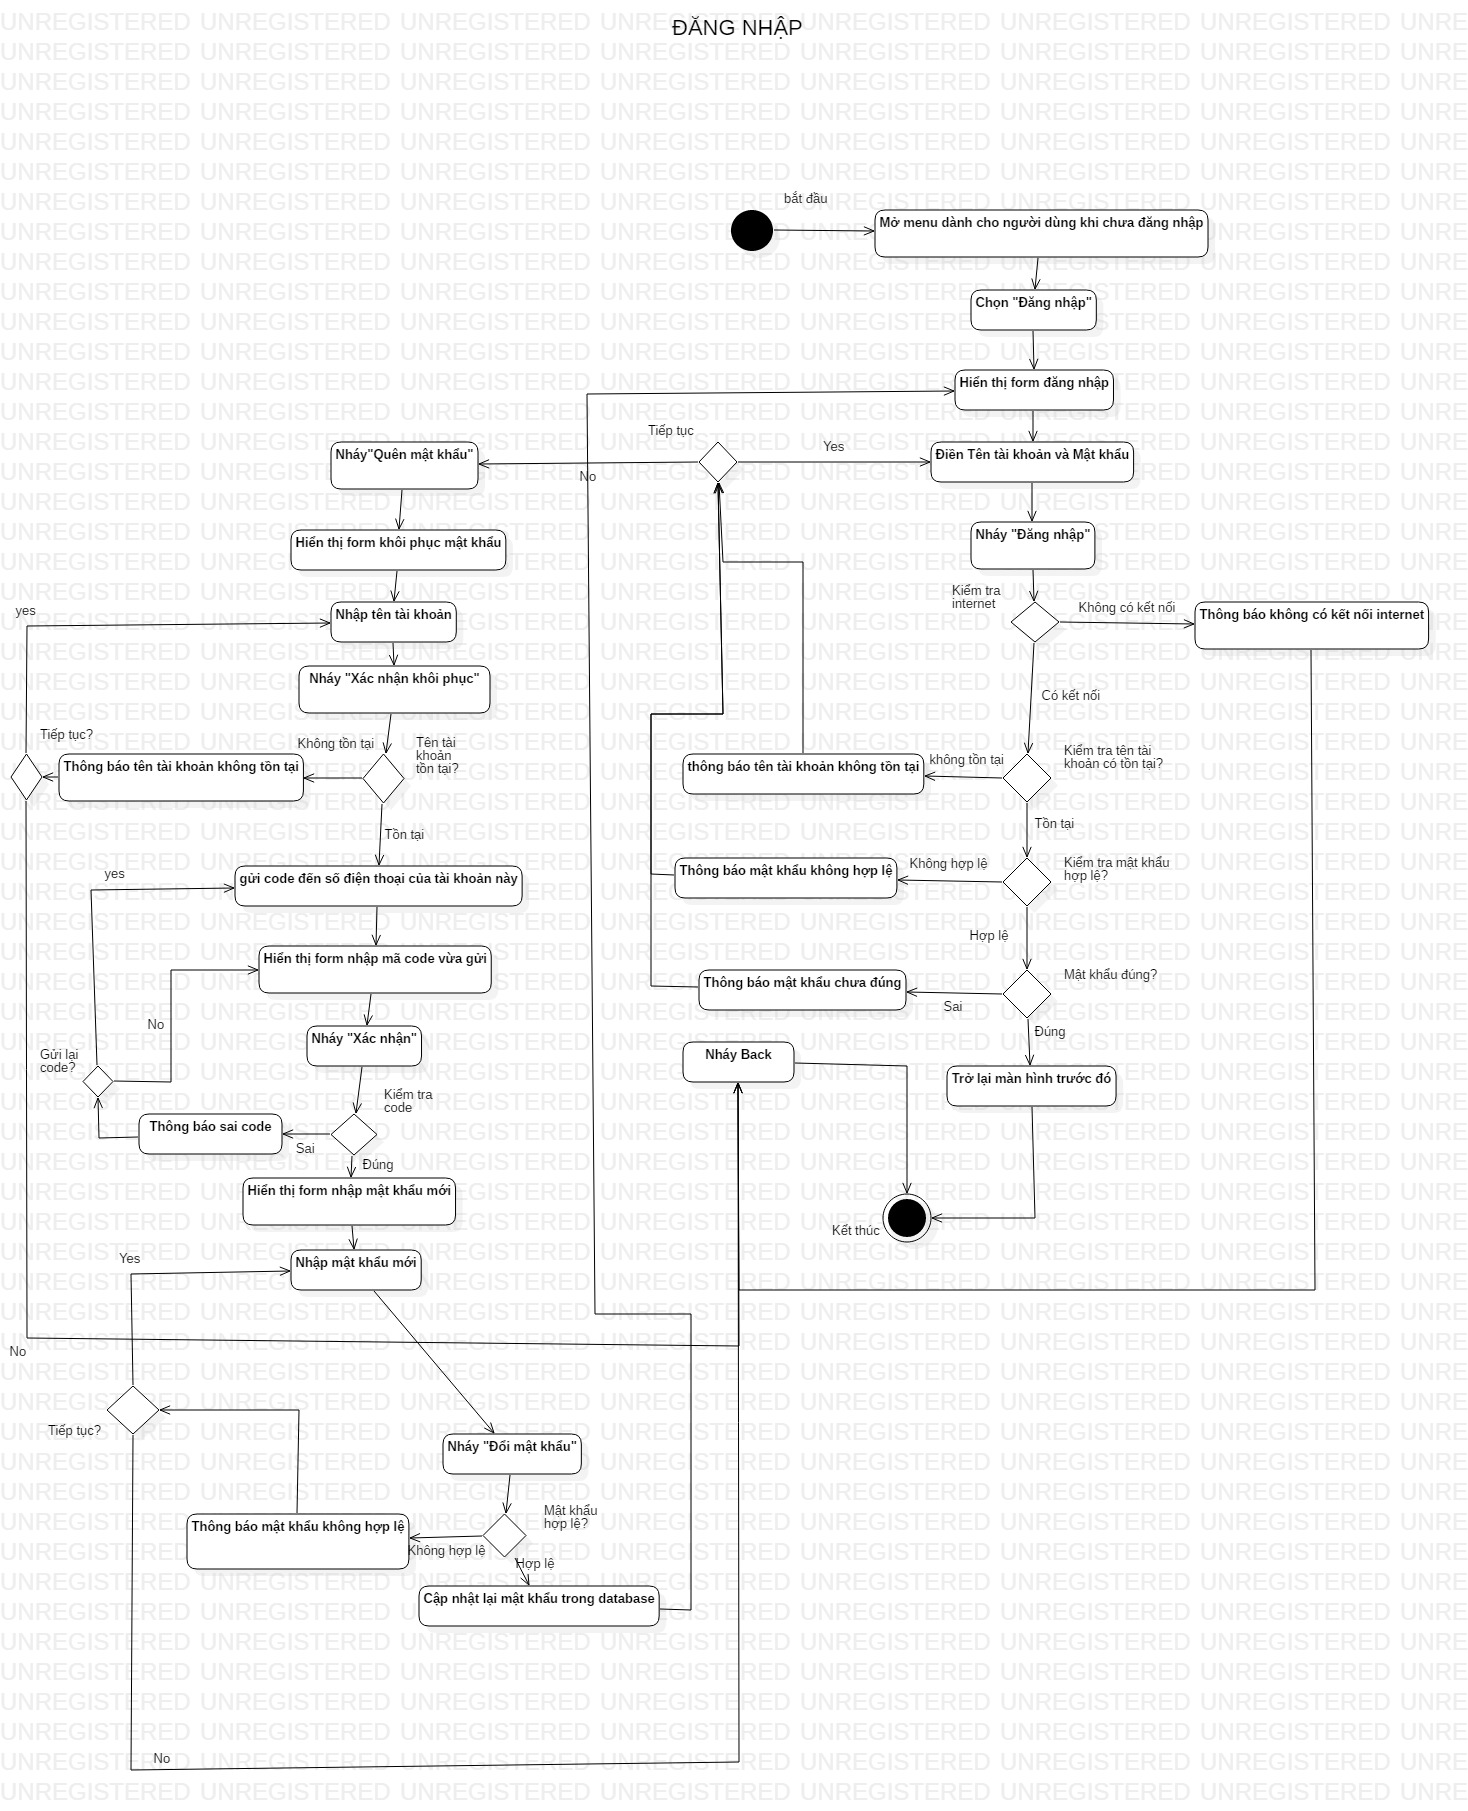 ĐĂNG NHẬP
bắt đầu
Mở menu dành cho người dùng khi chưa đăng nhập
Chọn "Đăng nhập"
Hiển thị form đăng nhập
Tiếp tục
Yes
No
Nháy"Quên mật khẩu"
Điền Tên tài khoản và Mật khẩu
Nháy "Đăng nhập"
Hiển thị form khôi phục mật khẩu
Kiểm tra
internet
Không có kết nối
Thông báo không có kết nối internet
yes
Nhập tên tài khoản
Nháy "Xác nhận khôi phục"
Có kết nối
Tiếp tục?
Không tồn tại
Tên tài
khoản
tồn tại?
Thông báo tên tài khoản không tồn tại
thông báo tên tài khoản không tồn tại
không tồn tại
Kiểm tra tên tài
khoản có tồn tại?
Tồn tại
Tồn tại
yes
gửi code đến số điện thoại của tài khoản này
Thông báo mật khẩu không hợp lệ
Không hợp lệ
Kiểm tra mật khẩu
hợp lệ?
Hợp lệ
Hiển thị form nhập mã code vừa gửi
Thông báo mật khẩu chưa đúng
Sai
Mật khẩu đúng?
Đúng
No
Nháy "Xác nhận"
Gửi lại
code?
Nháy Back
Trở lại màn hình trước đó
Kiểm tra
code
Thông báo sai code
Sai
Đúng
Hiển thị form nhập mật khẩu mới
Kết thúc
Yes
Nhập mật khẩu mới
No
Tiếp tục?
Nháy "Đổi mật khẩu"
Mật khẩu
hợp lệ?
Thông báo mật khẩu không hợp lệ
Không hợp lệ
Hợp lệ
Cập nhật lại mật khẩu trong database
No
UNREGISTERED